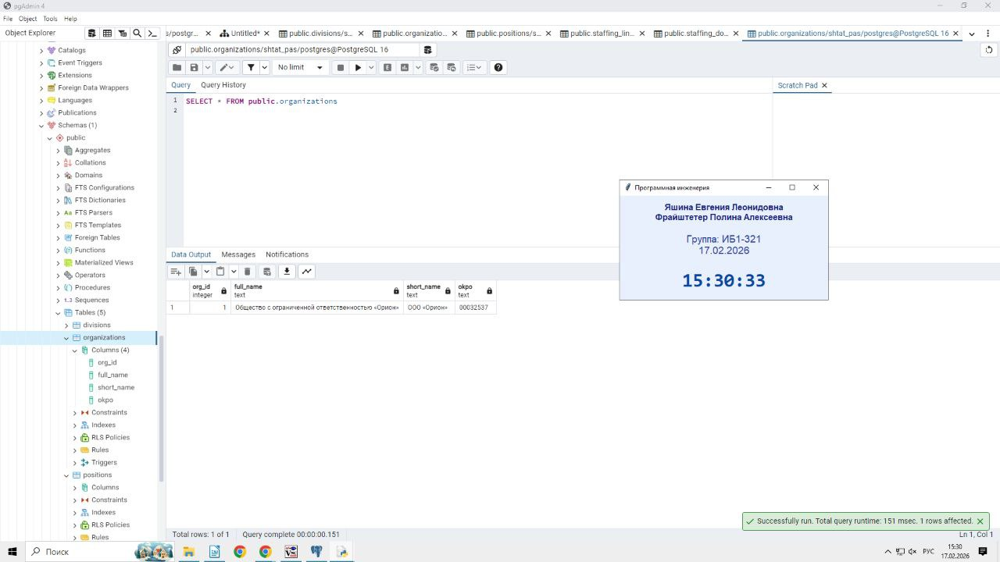 pgAdmin 4
File Object Tools Help
Object Explorer
s/postgr...
Untitled*
public.divisions/s...
public.organizatio...
public.positions/s...
public.staffing_lin...
public.staffing_do...
public.organizations/shtat_pas/postgres@PostgreSQL 16
public.organizations/shtat_pas/postgres@PostgreSQL 16
No limit
Query Query History
Scratch Pad
1 SELECT * FROM public.organizations
2
Catalogs
Event Triggers
Extensions
Foreign Data Wrappers
Languages
Publications
Schemas (1)
public
Aggregates
Collations
Domains
FTS Configurations
FTS Dictionaries
FTS Parsers
FTS Templates
Foreign Tables
Functions
Materialized Views
Operators
Procedures
Sequences
Tables (5)
divisions
organizations
Columns (4)
org_id
full_name
short_name
okpo
Constraints
Indexes
RLS Policies
Rules
Triggers
positions
Columns
Constraints
Indexes
RLS Policies
Rules
Программная инженерия
Яшина Евгения Леонидовна
Фрайштетер Полина Алексеевна
Группа: ИБ1-321
17.02.2026
15:30:33
Data Output Messages Notifications
org_id full_name short_name okpo
integer text text text
1 1 Общество с ограниченной ответственностью «Орион» ООО «Орион» 00032537
Successfully run. Total query runtime: 151 msec. 1 rows affected.
Total rows: 1 of 1 Query complete 00:00:00.151 Ln 1, Col 1
Поиск
РУС
15:30
17.02.2026